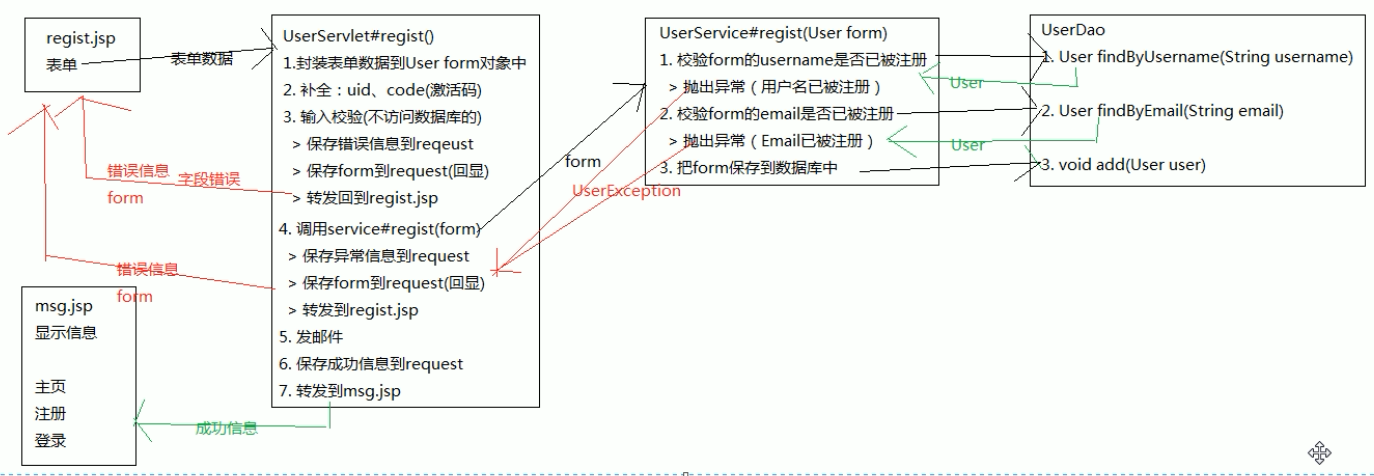 regist.jsp
表单
表单数据
UserServlet#regist()
1.封装表单数据到User form对象中
2. 补全：uid、code(激活码)
3. 输入校验(不访问数据库的)
> 保存错误信息到reqeust
> 保存form到request(回显)
> 转发回到regist.jsp
4. 调用service#regist(form)
> 保存异常信息到request
> 保存form到request(回显)
> 转发到regist.jsp
5. 发邮件
6. 保存成功信息到request
7. 转发到msg.jsp
错误信息
字段错误
form
错误信息
form
msg.jsp
显示信息
主页
注册
登录
成功信息
form
UserException
UserService#regist(User form)
1. 校验form的username是否已被注册
> 抛出异常（用户名已被注册）
2. 校验form的email是否已被注册
> 抛出异常（Email已被注册）
3. 把form保存到数据库中
User
User
UserDao
1. User findByUsername(String username)
2. User findByEmail(String email)
3. void add(User user)